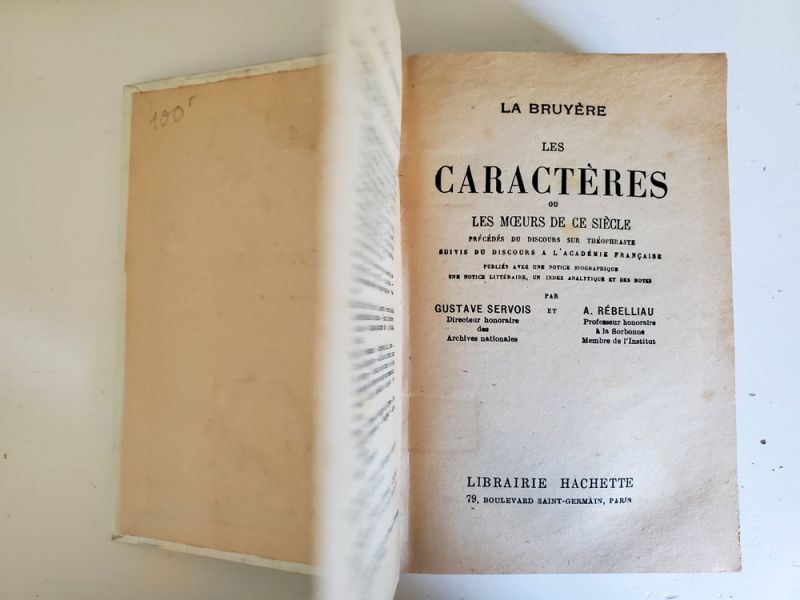 100
LA BRUYÈRE
LES
CARACTÈRES
OU
LES MŒURS DE CE SIÈCLE
PRÉCÉDÉS DU DISCOURS SUR THÉOPHRASTE
SUIVIS DU DISCOURS A L'ACADÉMIE FRANÇAISE
PUBLIÉS AVEC UNE NOTICE BIOGRAPHIQUE
UNE NOTICE LITTÉRAIRE, UN INDEX ANALYTIQUE ET DES NOTES
PAR
GUSTAVE SERVOIS ET A. RÉBELLIAU
Directeur honoraire
des
Archives nationales
Professeur honoraire
à la Sorbonne
Membre de l'Institut
LIBRAIRIE HACHETTE
79, BOULEVARD SAINT-GERMAIN, PARIS